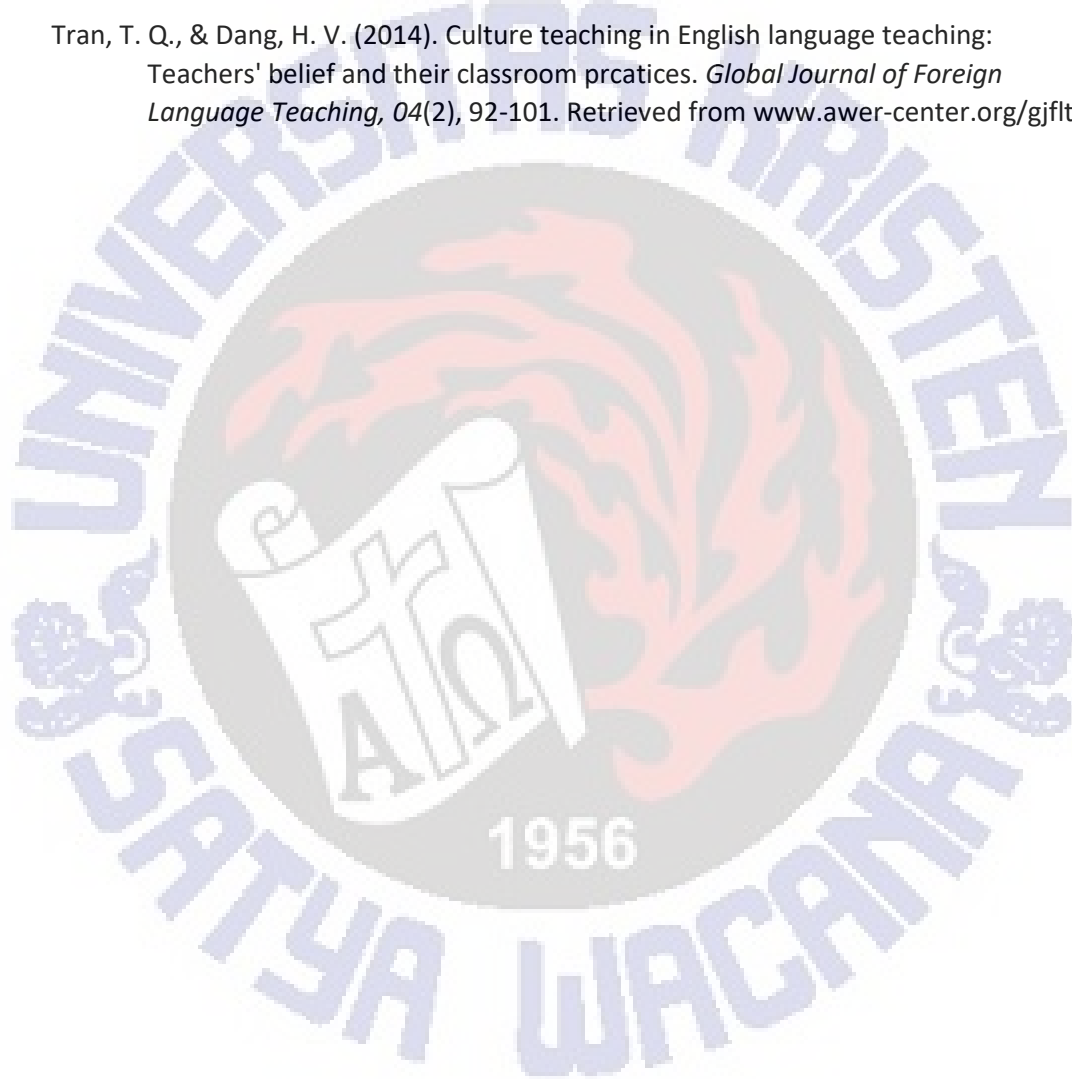 Tran, T. Q., & Dang, H. V. (2014). Culture teaching in English language teaching:
Teachers' belief and their classroom prcatices. Global Journal of Foreign
Language Teaching, 04(2), 92-101. Retrieved from www.awer-center.org/gjflt
UNIVERSITAS KRISTEN
Α Ω
1956
SATYA WACANA